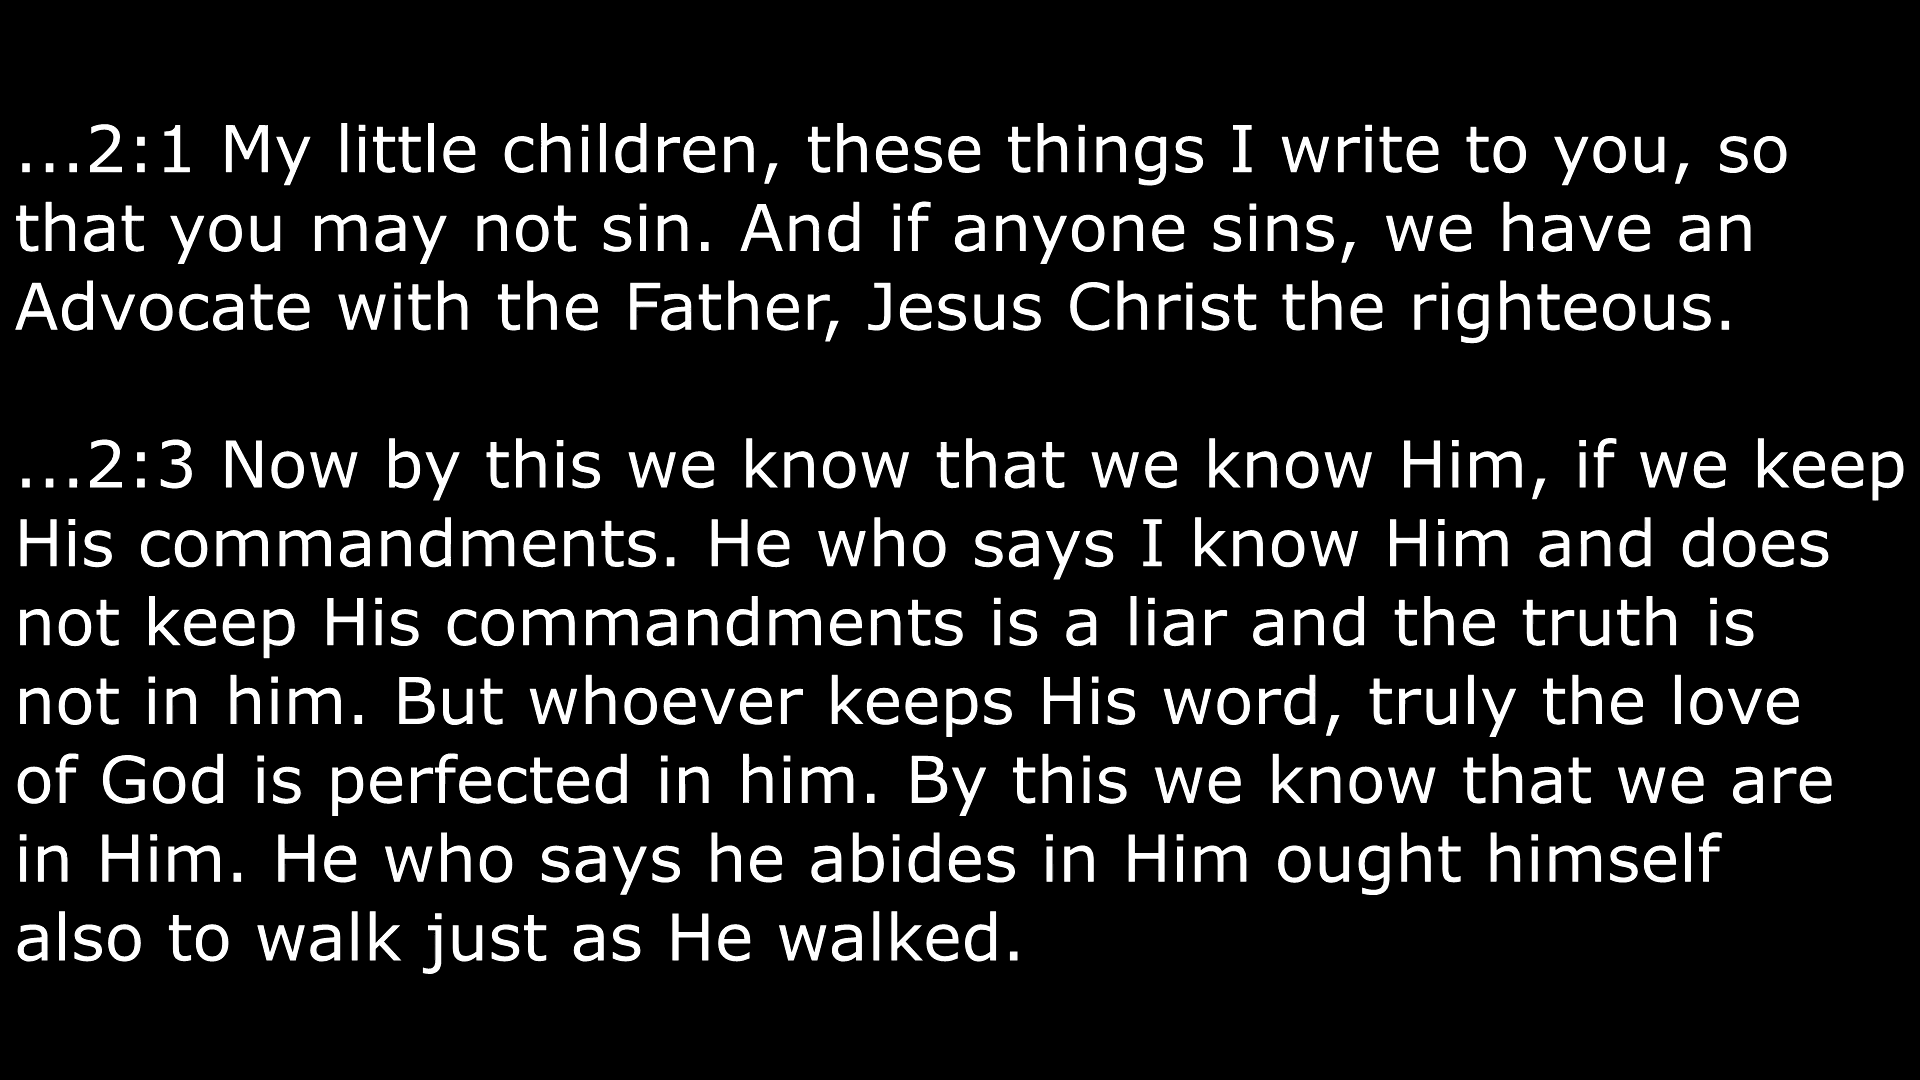 ...2:1 My little children, these things I write to you, so
that you may not sin. And if anyone sins, we have an
Advocate with the Father, Jesus Christ the righteous.
...2:3 Now by this we know that we know Him, if we keep
His commandments. He who says I know Him and does
not keep His commandments is a liar and the truth is
not in him. But whoever keeps His word, truly the love
of God is perfected in him. By this we know that we are
in Him. He who says he abides in Him ought himself
also to walk just as He walked.